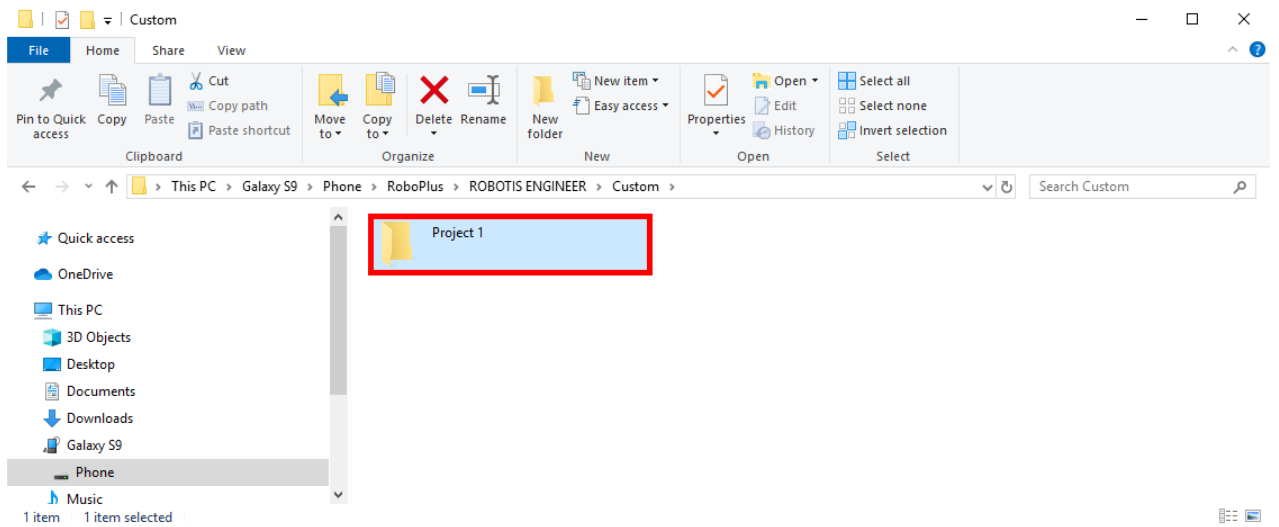 Custom
File Home Share View
Pin to Quick access
Copy
Paste
Cut
Copy path
Paste shortcut
Clipboard
Move to
Copy to
Delete
Rename
Organize
New folder
New item
Easy access
New
Properties
Open
Edit
History
Open
Select all
Select none
Invert selection
Select
This PC > Galaxy S9 > Phone > RoboPlus > ROBOTIS ENGINEER > Custom >
Search Custom
Quick access
OneDrive
This PC
3D Objects
Desktop
Documents
Downloads
Galaxy S9
Phone
Music
Project 1
1 item 1 item selected